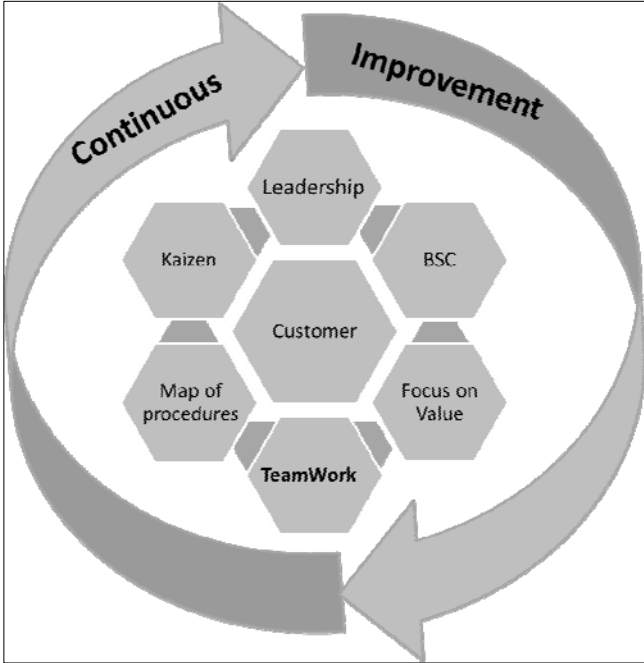 Continuous
Improvement
Leadership
Kaizen
BSC
Customer
Map of
procedures
Focus on
Value
TeamWork